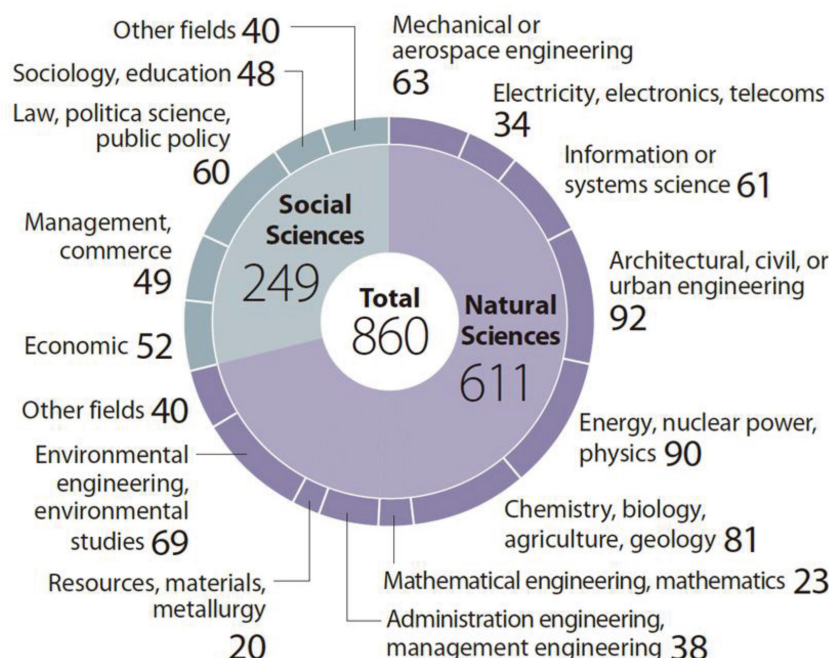 Other fields 40
Sociology, education 48
Law, politica science,
public policy
60
Management,
commerce
49
Economic 52
Other fields 40
Environmental
engineering,
environmental
studies 69
Resources, materials,
metallurgy
20
Mechanical or
aerospace engineering
63
Electricity, electronics, telecoms
34
Information or
systems science 61
Architectural, civil, or
urban engineering
92
Energy, nuclear power,
physics 90
Chemistry, biology,
agriculture, geology 81
Mathematical engineering, mathematics 23
Administration engineering,
management engineering 38
Social
Sciences
249
Total
860
Natural
Sciences
611